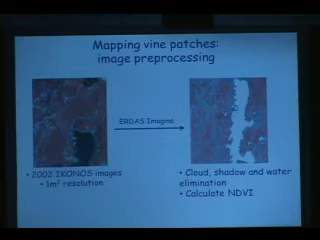 Mapping vine patches:
image preprocessing
ERDAS Imagine
• 2002 IKONOS images
• 1m² resolution
• Cloud, shadow and water
elimination
• Calculate NDVI